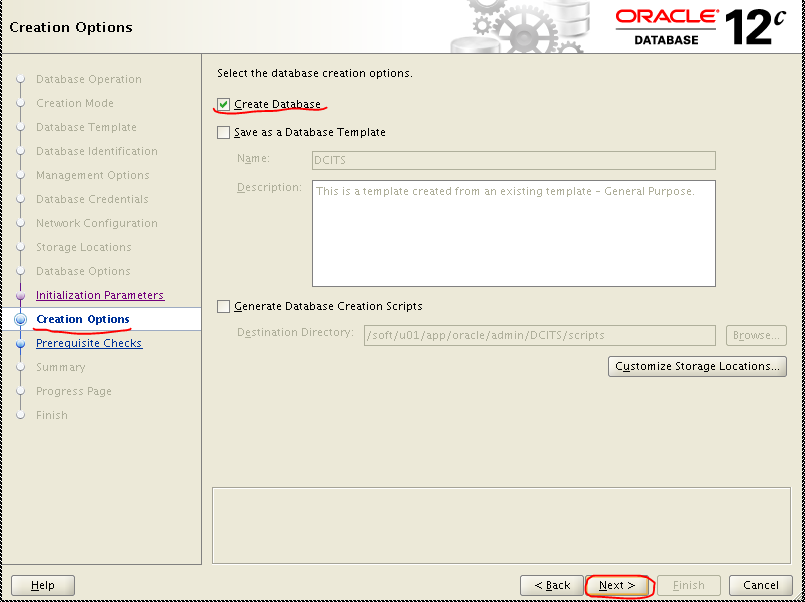 Creation Options
ORACLE®
DATABASE
12c
Database Operation
Creation Mode
Database Template
Database Identification
Management Options
Database Credentials
Network Configuration
Storage Locations
Database Options
Initialization Parameters
Creation Options
Prerequisite Checks
Summary
Progress Page
Finish
Select the database creation options.
Create Database
Save as a Database Template
Name: DCITS
Description: This is a template created from an existing template - General Purpose.
Generate Database Creation Scripts
Destination Directory: /soft/u01/app/oracle/admin/DCITS/scripts Browse...
Customize Storage Locations...
Help < Back Next > Finish Cancel